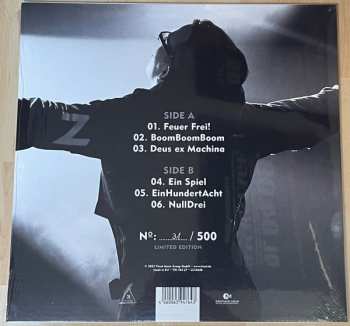 SIDE A
01. Feuer Frei!
02. BoomBoomBoom
03. Deus ex Machina
SIDE B
04. Ein Spiel
05. EinHundertAcht
06. NullDrei
Nº: 31 / 500
LIMITED EDITION